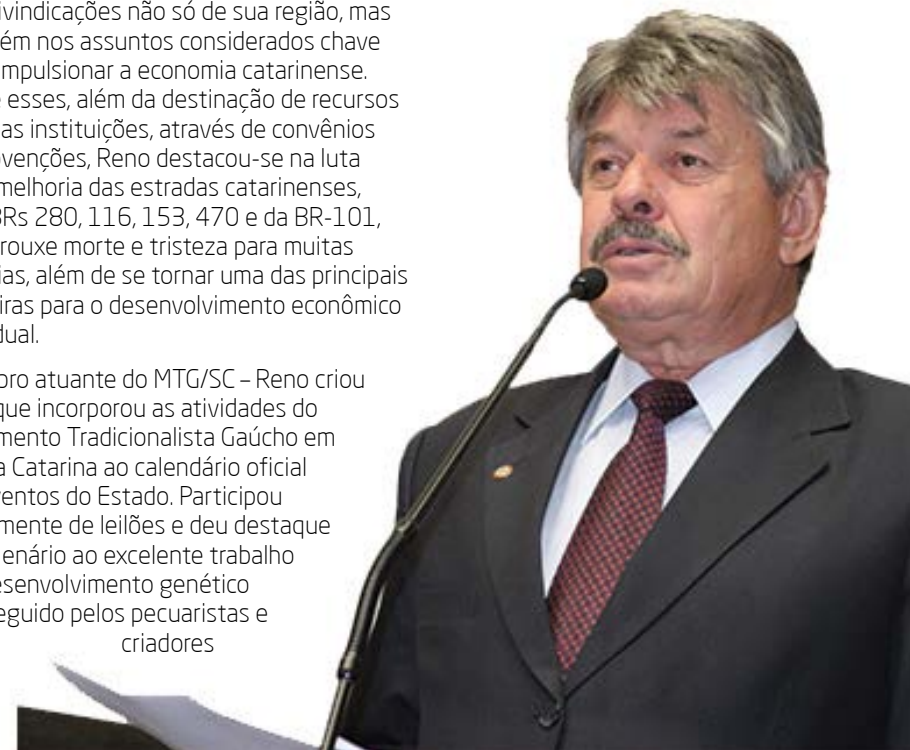 ivindicações não só de sua região, mas
ém nos assuntos considerados chave
mpulsionar a economia catarinense.
e esses, além da destinação de recursos
as instituições, através de convênios
venções, Reno destacou-se na luta
melhoria das estradas catarinenses,
BRs 280, 116, 153, 470 e da BR-101,
rouxe morte e tristeza para muitas
ias, além de se tornar uma das principais
iras para o desenvolvimento econômico
dual.
bro atuante do MTG/SC – Reno criou
que incorporou as atividades do
mento Tradicionalista Gaúcho em
a Catarina ao calendário oficial
entos do Estado. Participou
mente de leilões e deu destaque
enário ao excelente trabalho
esenvolvimento genético
eguido pelos pecuaristas e
criadores